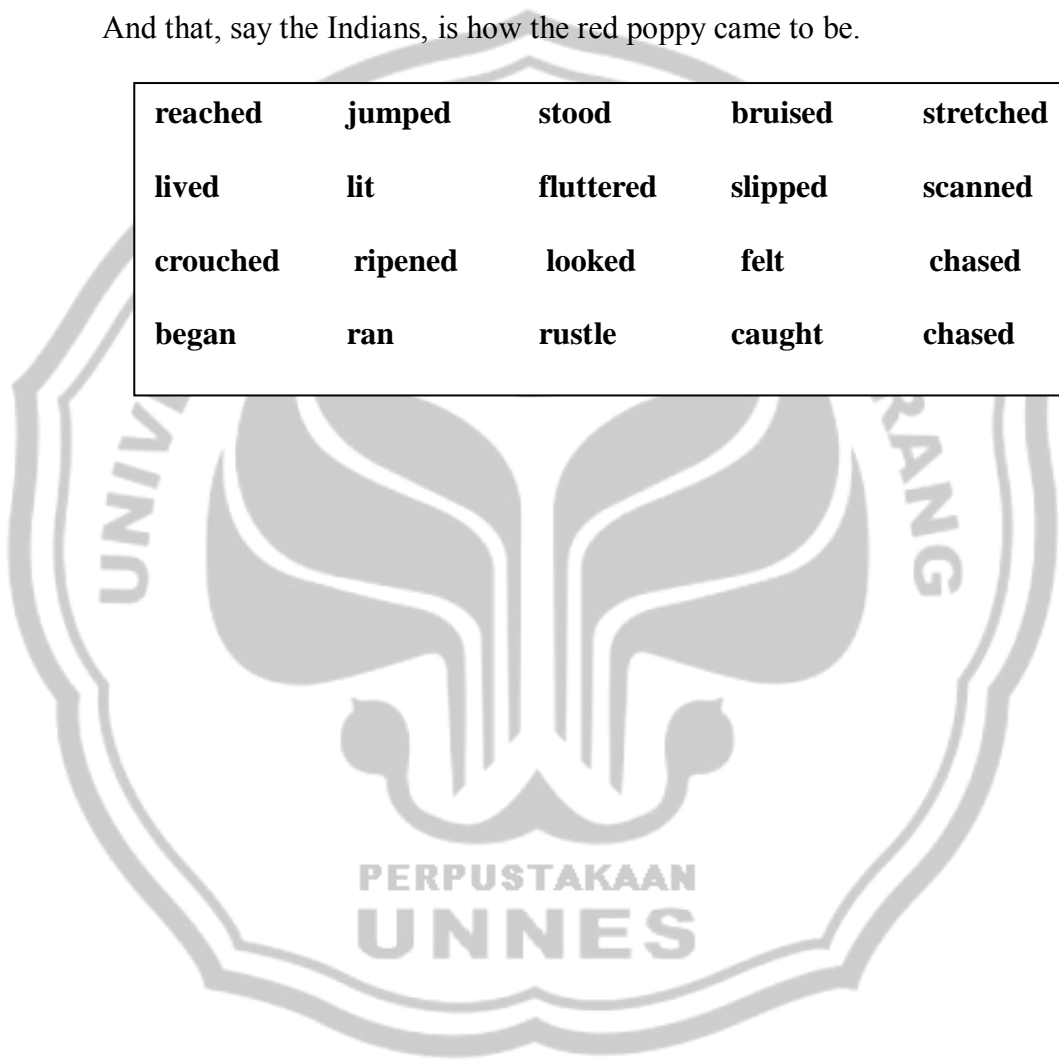 And that, say the Indians, is how the red poppy came to be.
reached jumped stood bruised stretched
lived lit fluttered slipped scanned
crouched ripened looked felt chased
began ran rustle caught chased
PERPUSTAKAAN
UNNES